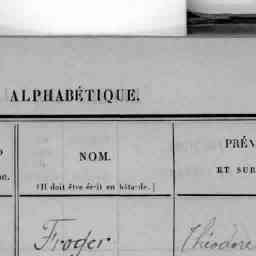 ALPHABÉTIQUE.
NOM.
PRÉN
ET SUR
(Il doit être écrit en bâtarde.)
Froger
Théodore